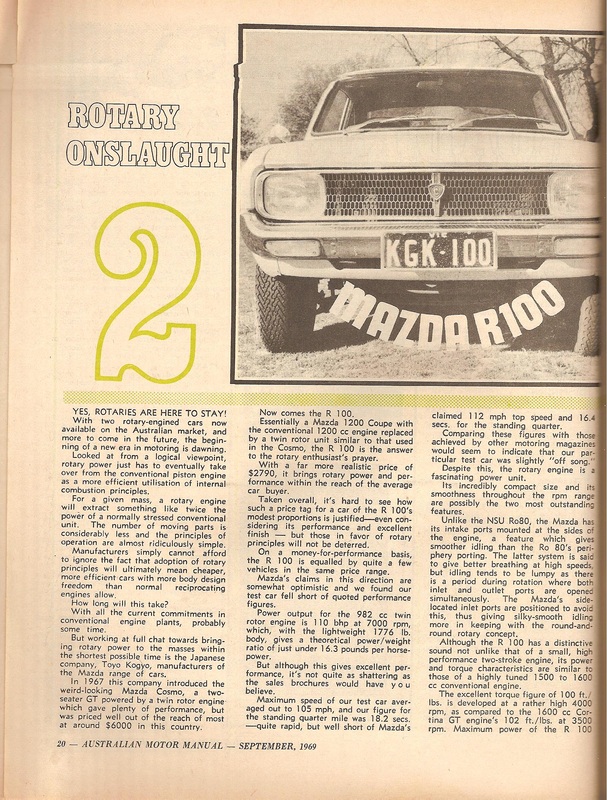 ROTARY
ONSLAUGHT
2
VIC
KGK·100
MAZDA R100
YES, ROTARIES ARE HERE TO STAY!
With two rotary-engined cars now
available on the Australian market, and
more to come in the future, the beginn-
ing of a new era in motoring is dawning.
Looked at from a logical viewpoint,
rotary power just has to eventually take
over from the conventional piston engine
as a more efficient utilisation of internal
combustion principles.
For a given mass, a rotary engine
will extract something like twice the
power of a normally stressed conventional
unit. The number of moving parts is
considerably less and the principles of
operation are almost ridiculously simple.
Manufacturers simply cannot afford
to ignore the fact that adoption of rotary
principles will ultimately mean cheaper,
more efficient cars with more body design
freedom than normal reciprocating
engines allow.
How long will this take?
With all the current commitments in
conventional engine plants, probably
some time.
But working at full chat towards bring-
ing rotary power to the masses within
the shortest possible time is the Japanese
company, Toyo Kogyo, manufacturers of
the Mazda range of cars.
In 1967 this company introduced the
weird-looking Mazda Cosmo, a two-
seater GT powered by a twin rotor engine
which gave plenty of performance, but
was priced well out of the reach of most
at around $6000 in this country.
Now comes the R 100.
Essentially a Mazda 1200 Coupe with
the conventional 1200 cc engine replaced
by a twin rotor unit similar to that used
in the Cosmo, the R 100 is the answer
to the rotary enthusiast's prayer.
With a far more realistic price of
$2790, it brings rotary power and per-
formance within the reach of the average
car buyer.
Taken overall, it's hard to see how
such a price tag for a car of the R 100's
modest proportions is justified—even con-
sidering its performance and excellent
finish — but those in favor of rotary
principles will not be deterred.
On a money-for-performance basis,
the R 100 is equalled by quite a few
vehicles in the same price range.
Mazda's claims in this direction are
somewhat optimistic and we found our
test car fell short of quoted performance
figures.
Power output for the 982 cc twin
rotor engine is 110 bhp at 7000 rpm,
which, with the lightweight 1776 lb.
body, gives a theoretical power/weight
ratio of just under 16.3 pounds per horse-
power.
But although this gives excellent per-
formance, it's not quite as shattering as
the sales brochures would have you
believe.
Maximum speed of our test car aver-
aged out to 105 mph, and our figure for
the standing quarter mile was 18.2 secs.
—quite rapid, but well short of Mazda's
claimed 112 mph top speed and 16.4
secs. for the standing quarter.
Comparing these figures with those
achieved by other motoring magazines
would seem to indicate that our par-
ticular test car was slightly "off song."
Despite this, the rotary engine is a
fascinating power unit.
Its incredibly compact size and its
smoothness throughout the rpm range
are possibly the two most outstanding
features.
Unlike the NSU Ro80, the Mazda has
its intake ports mounted at the sides of
the engine, a feature which gives
smoother idling than the Ro 80's peri-
phery porting. The latter system is said
to give better breathing at high speeds,
but idling tends to be lumpy as there
is a period during rotation where both
inlet and outlet ports are opened
simultaneously. The Mazda's side-
located inlet ports are positioned to avoid
this, thus giving silky-smooth idling
more in keeping with the round-and-
round rotary concept.
Although the R 100 has a distinctive
sound not unlike that of a small, high
performance two-stroke engine, its power
and torque characteristics are similar to
those of a highly tuned 1500 to 1600
cc conventional engine.
The excellent torque figure of 100 ft./
lbs. is developed at a rather high 4000
rpm, as compared to the 1600 cc Cor-
tina GT engine's 102 ft./lbs. at 3500
rpm. Maximum power of the R 100
20 — AUSTRALIAN MOTOR MANUAL — SEPTEMBER, 1969